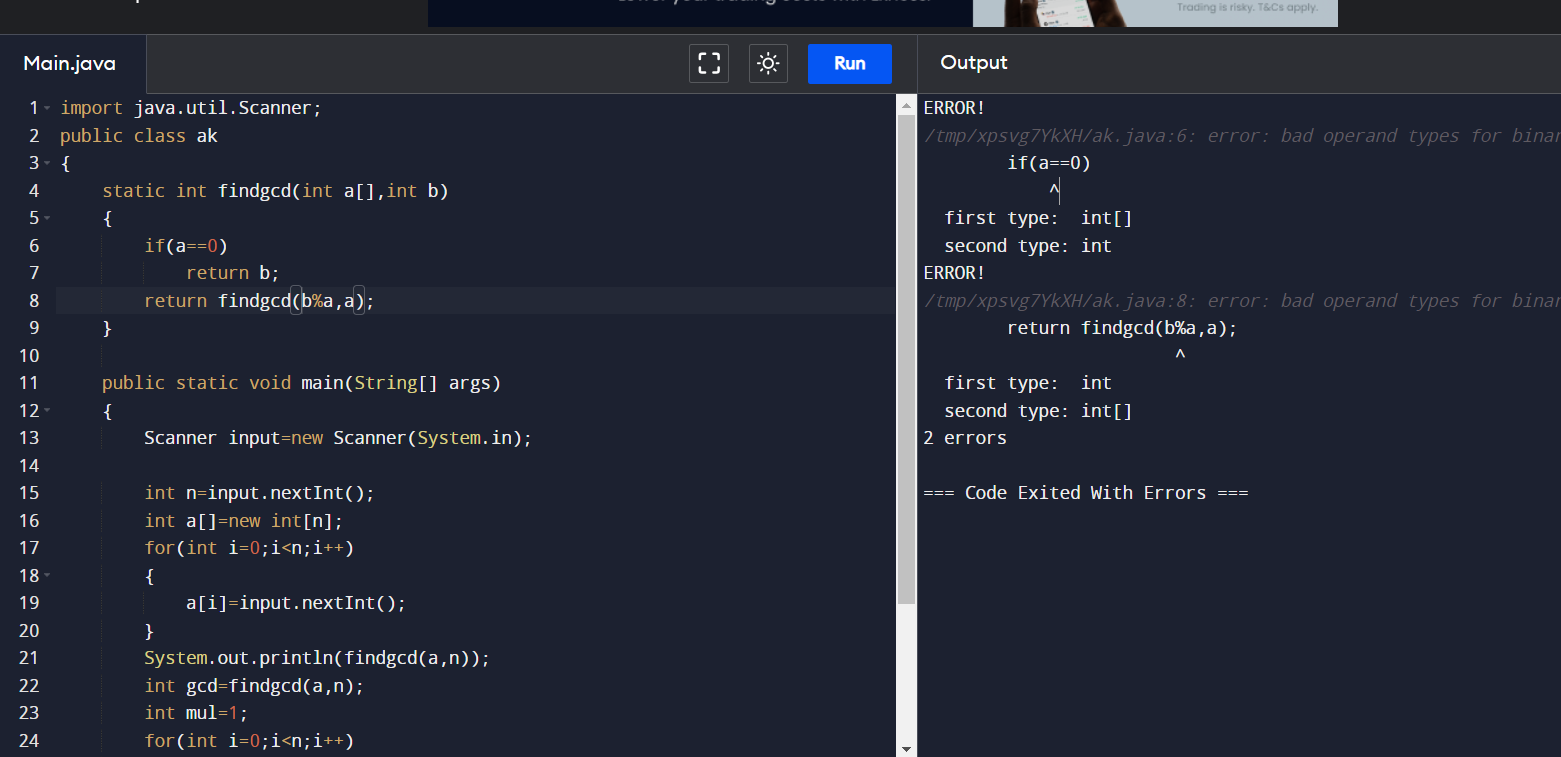 Trading is risky. T&Cs apply.
Main.java
Run
Output
1 import java.util.Scanner;
2 public class ak
3 {
4 static int findgcd(int a[],int b)
5 {
6 if(a==0)
7 return b;
8 return findgcd(b%a,a);
9 }
10
11 public static void main(String[] args)
12 {
13 Scanner input=new Scanner(System.in);
14
15 int n=input.nextInt();
16 int a[]=new int[n];
17 for(int i=0;i<n;i++)
18 {
19 a[i]=input.nextInt();
20 }
21 System.out.println(findgcd(a,n));
22 int gcd=findgcd(a,n);
23 int mul=1;
24 for(int i=0;i<n;i++)
ERROR!
/tmp/xpsvg7YkXH/ak.java:6: error: bad operand types for binar
if(a==0)
^
first type: int[]
second type: int
ERROR!
/tmp/xpsvg7YkXH/ak.java:8: error: bad operand types for binar
return findgcd(b%a,a);
^
first type: int
second type: int[]
2 errors
=== Code Exited With Errors ===